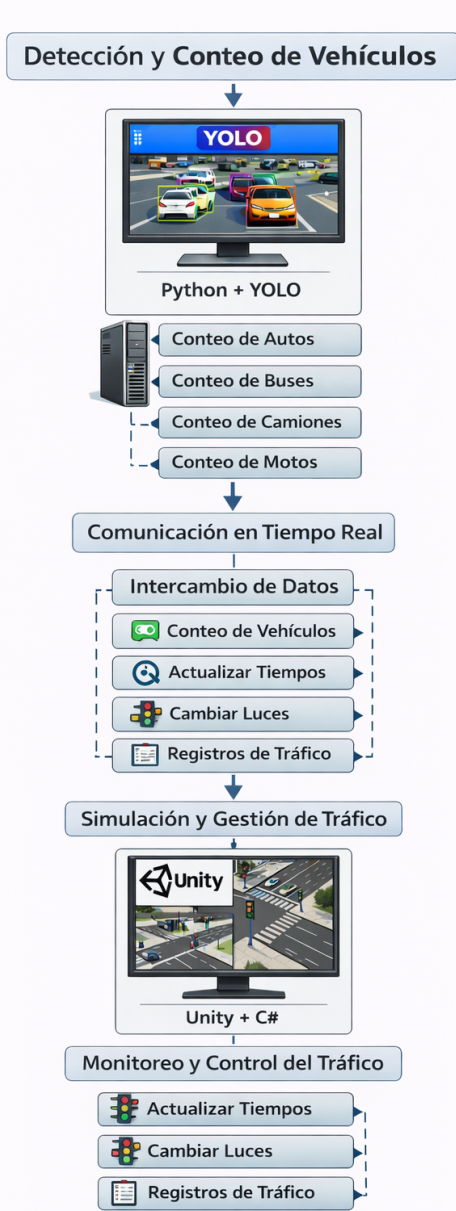 Detección y Conteo de Vehículos
YOLO
Python + YOLO
Conteo de Autos
Conteo de Buses
Conteo de Camiones
Conteo de Motos
Comunicación en Tiempo Real
Intercambio de Datos
Conteo de Vehículos
Actualizar Tiempos
Cambiar Luces
Registros de Tráfico
Simulación y Gestión de Tráfico
Unity
Unity + C#
Monitoreo y Control del Tráfico
Actualizar Tiempos
Cambiar Luces
Registros de Tráfico